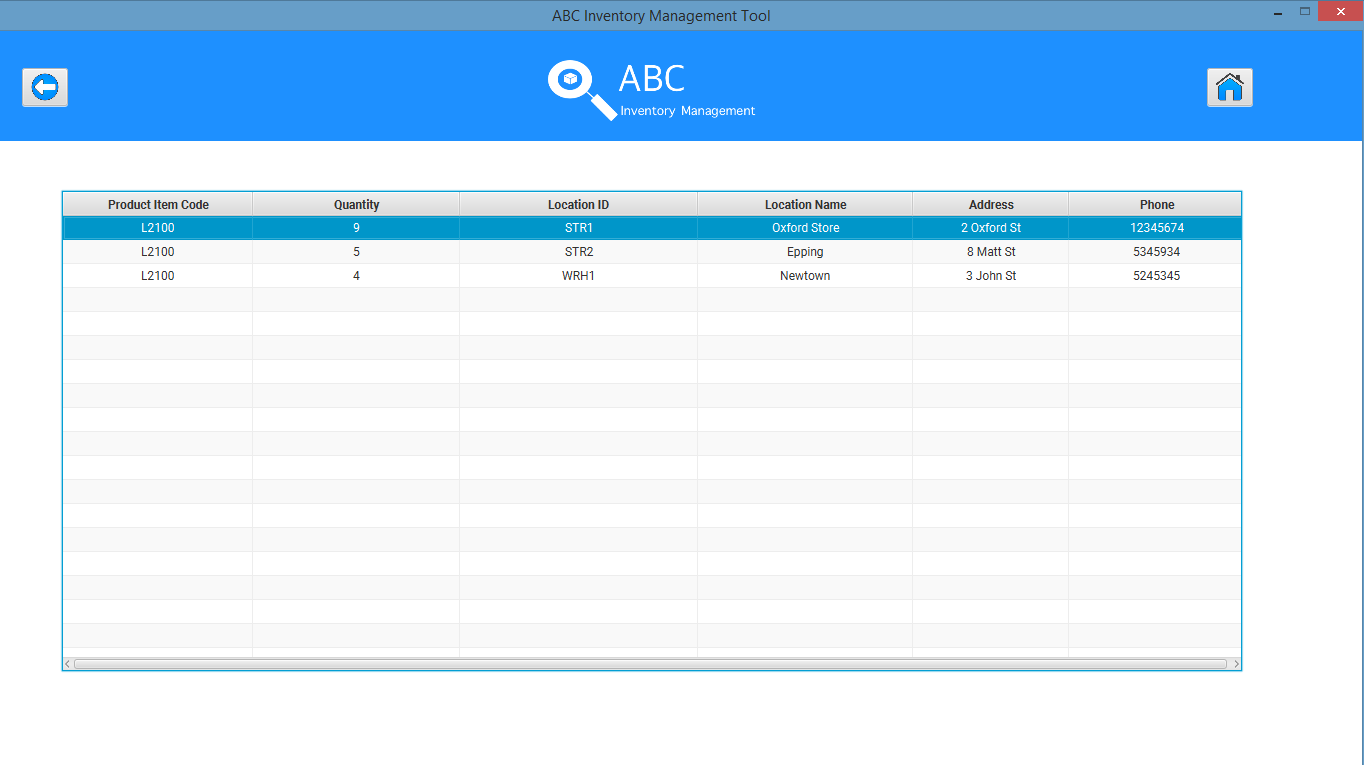 ABC Inventory Management Tool
ABC
Inventory Management
Product Item Code Quantity Location ID Location Name Address Phone
L2100 9 STR1 Oxford Store 2 Oxford St 12345674
L2100 5 STR2 Epping 8 Matt St 5345934
L2100 4 WRH1 Newtown 3 John St 5245345